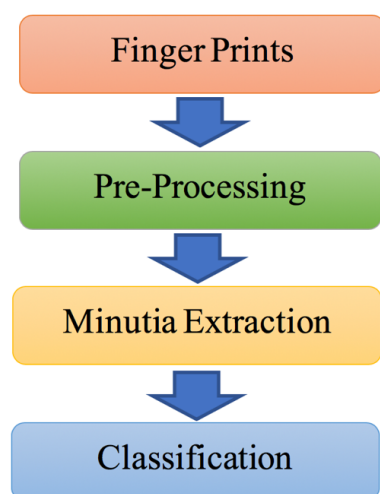 Finger Prints
Pre-Processing
Minutia Extraction
Classification